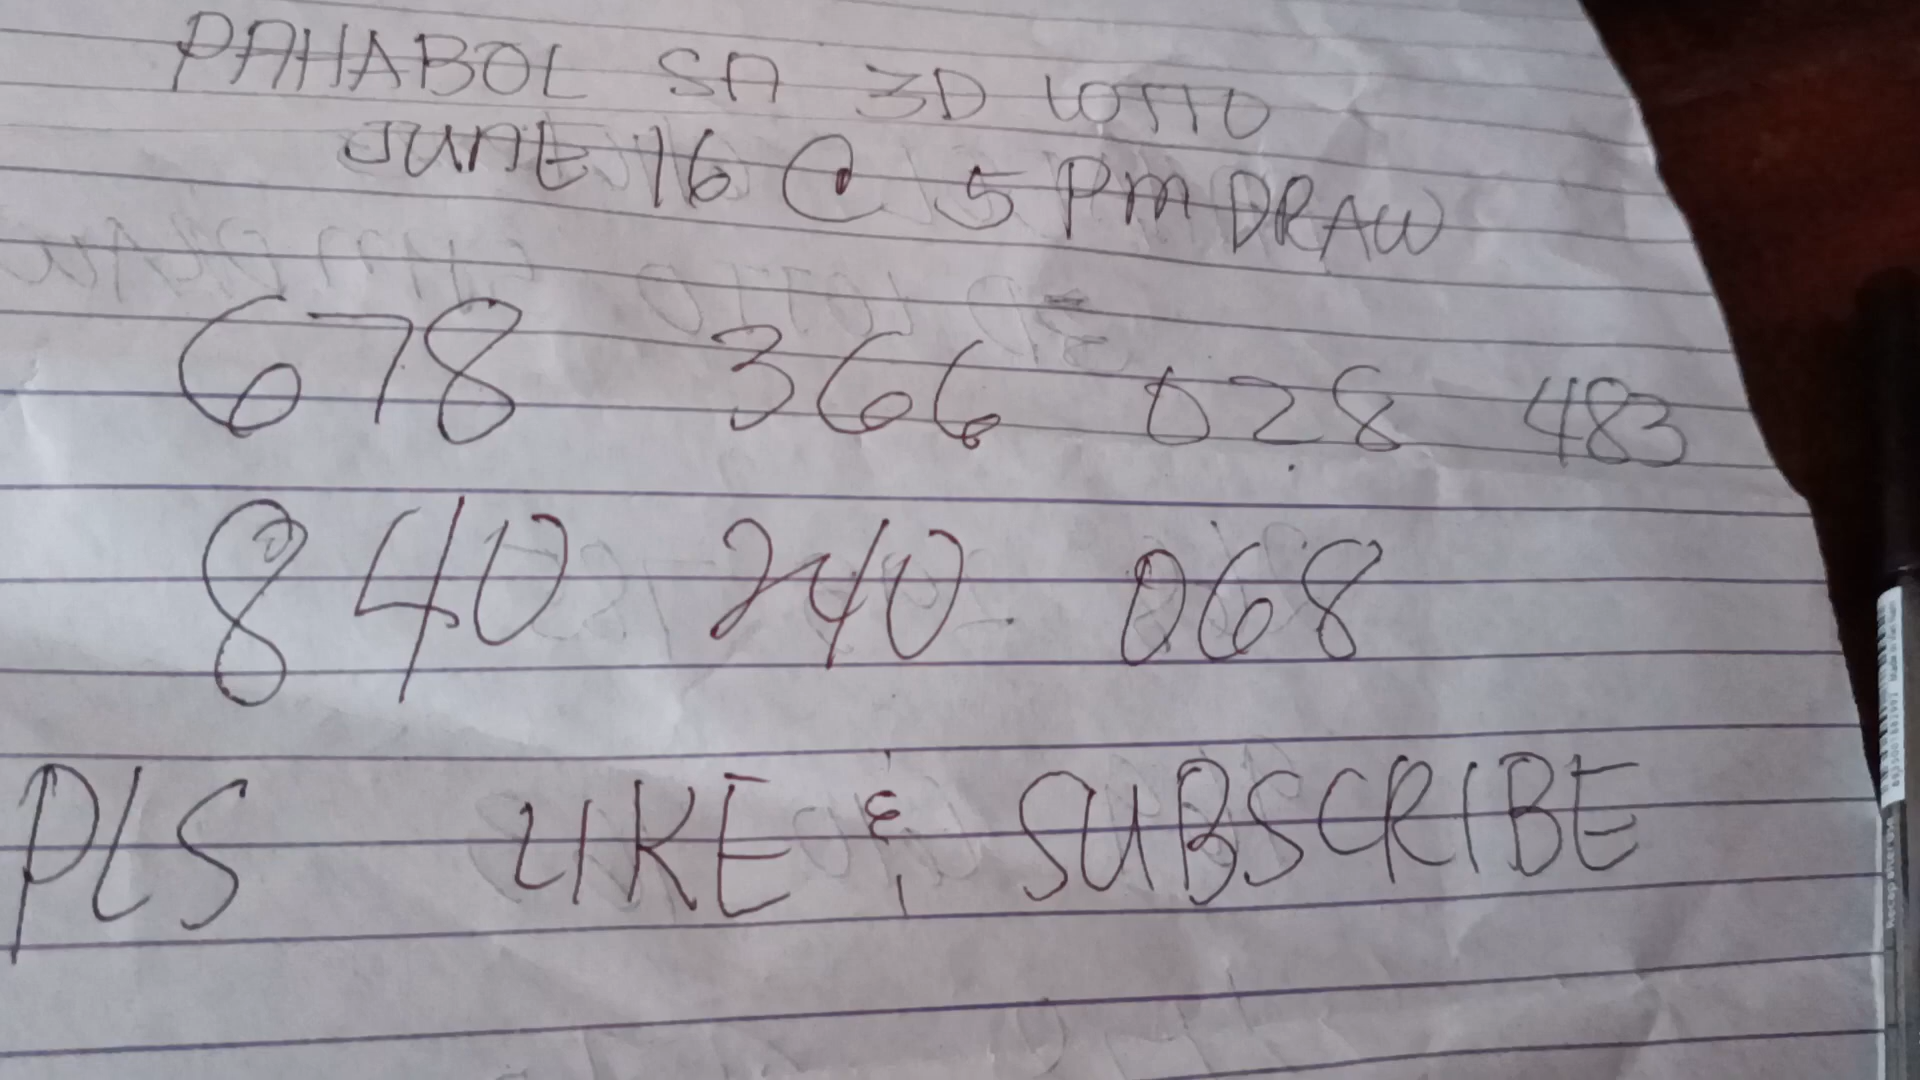 PAHABOL SA 3D LOTTO
JUNE 16 @ 5 PM DRAW
678 366 028 483
840 240 068
PLS LIKE & SUBSCRIBE